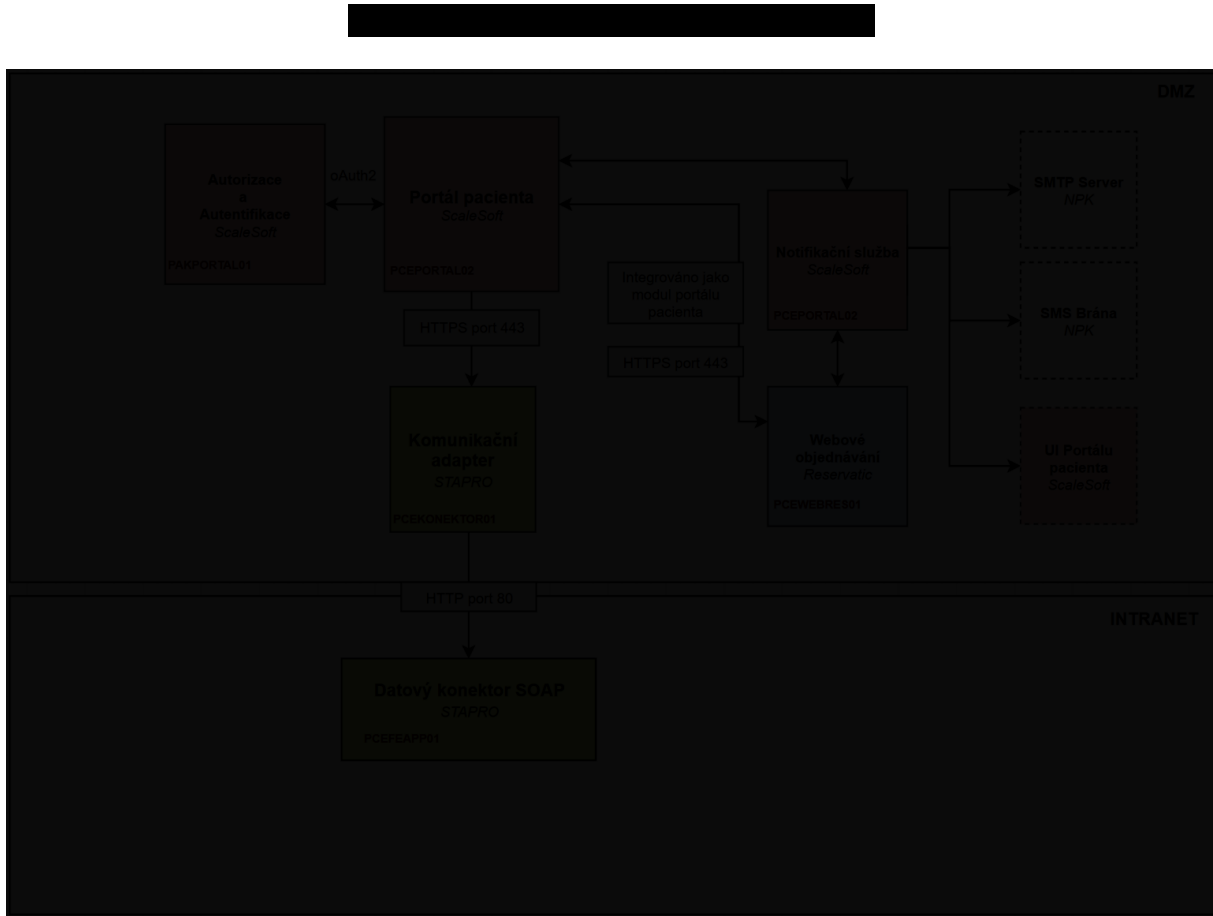 DMZ
Autorizace
a
Autentifikace
ScaleSoft
PAKPORTAL01
oAuth2
Portál pacienta
ScaleSoft
PCEPORTAL02
HTTPS port 443
Integrováno jako
modul portálu
pacienta
HTTPS port 443
Notifikační služba
ScaleSoft
PCEPORTAL02
SMTP Server
NPK
SMS Brána
NPK
UI Portálu
pacienta
ScaleSoft
Komunikační
adapter
STAPRO
PCEKONEKTOR01
Webové
objednávání
Reservatic
PCEWEBRES01
HTTP port 80
INTRANET
Datový konektor SOAP
STAPRO
PCEFEAPP01